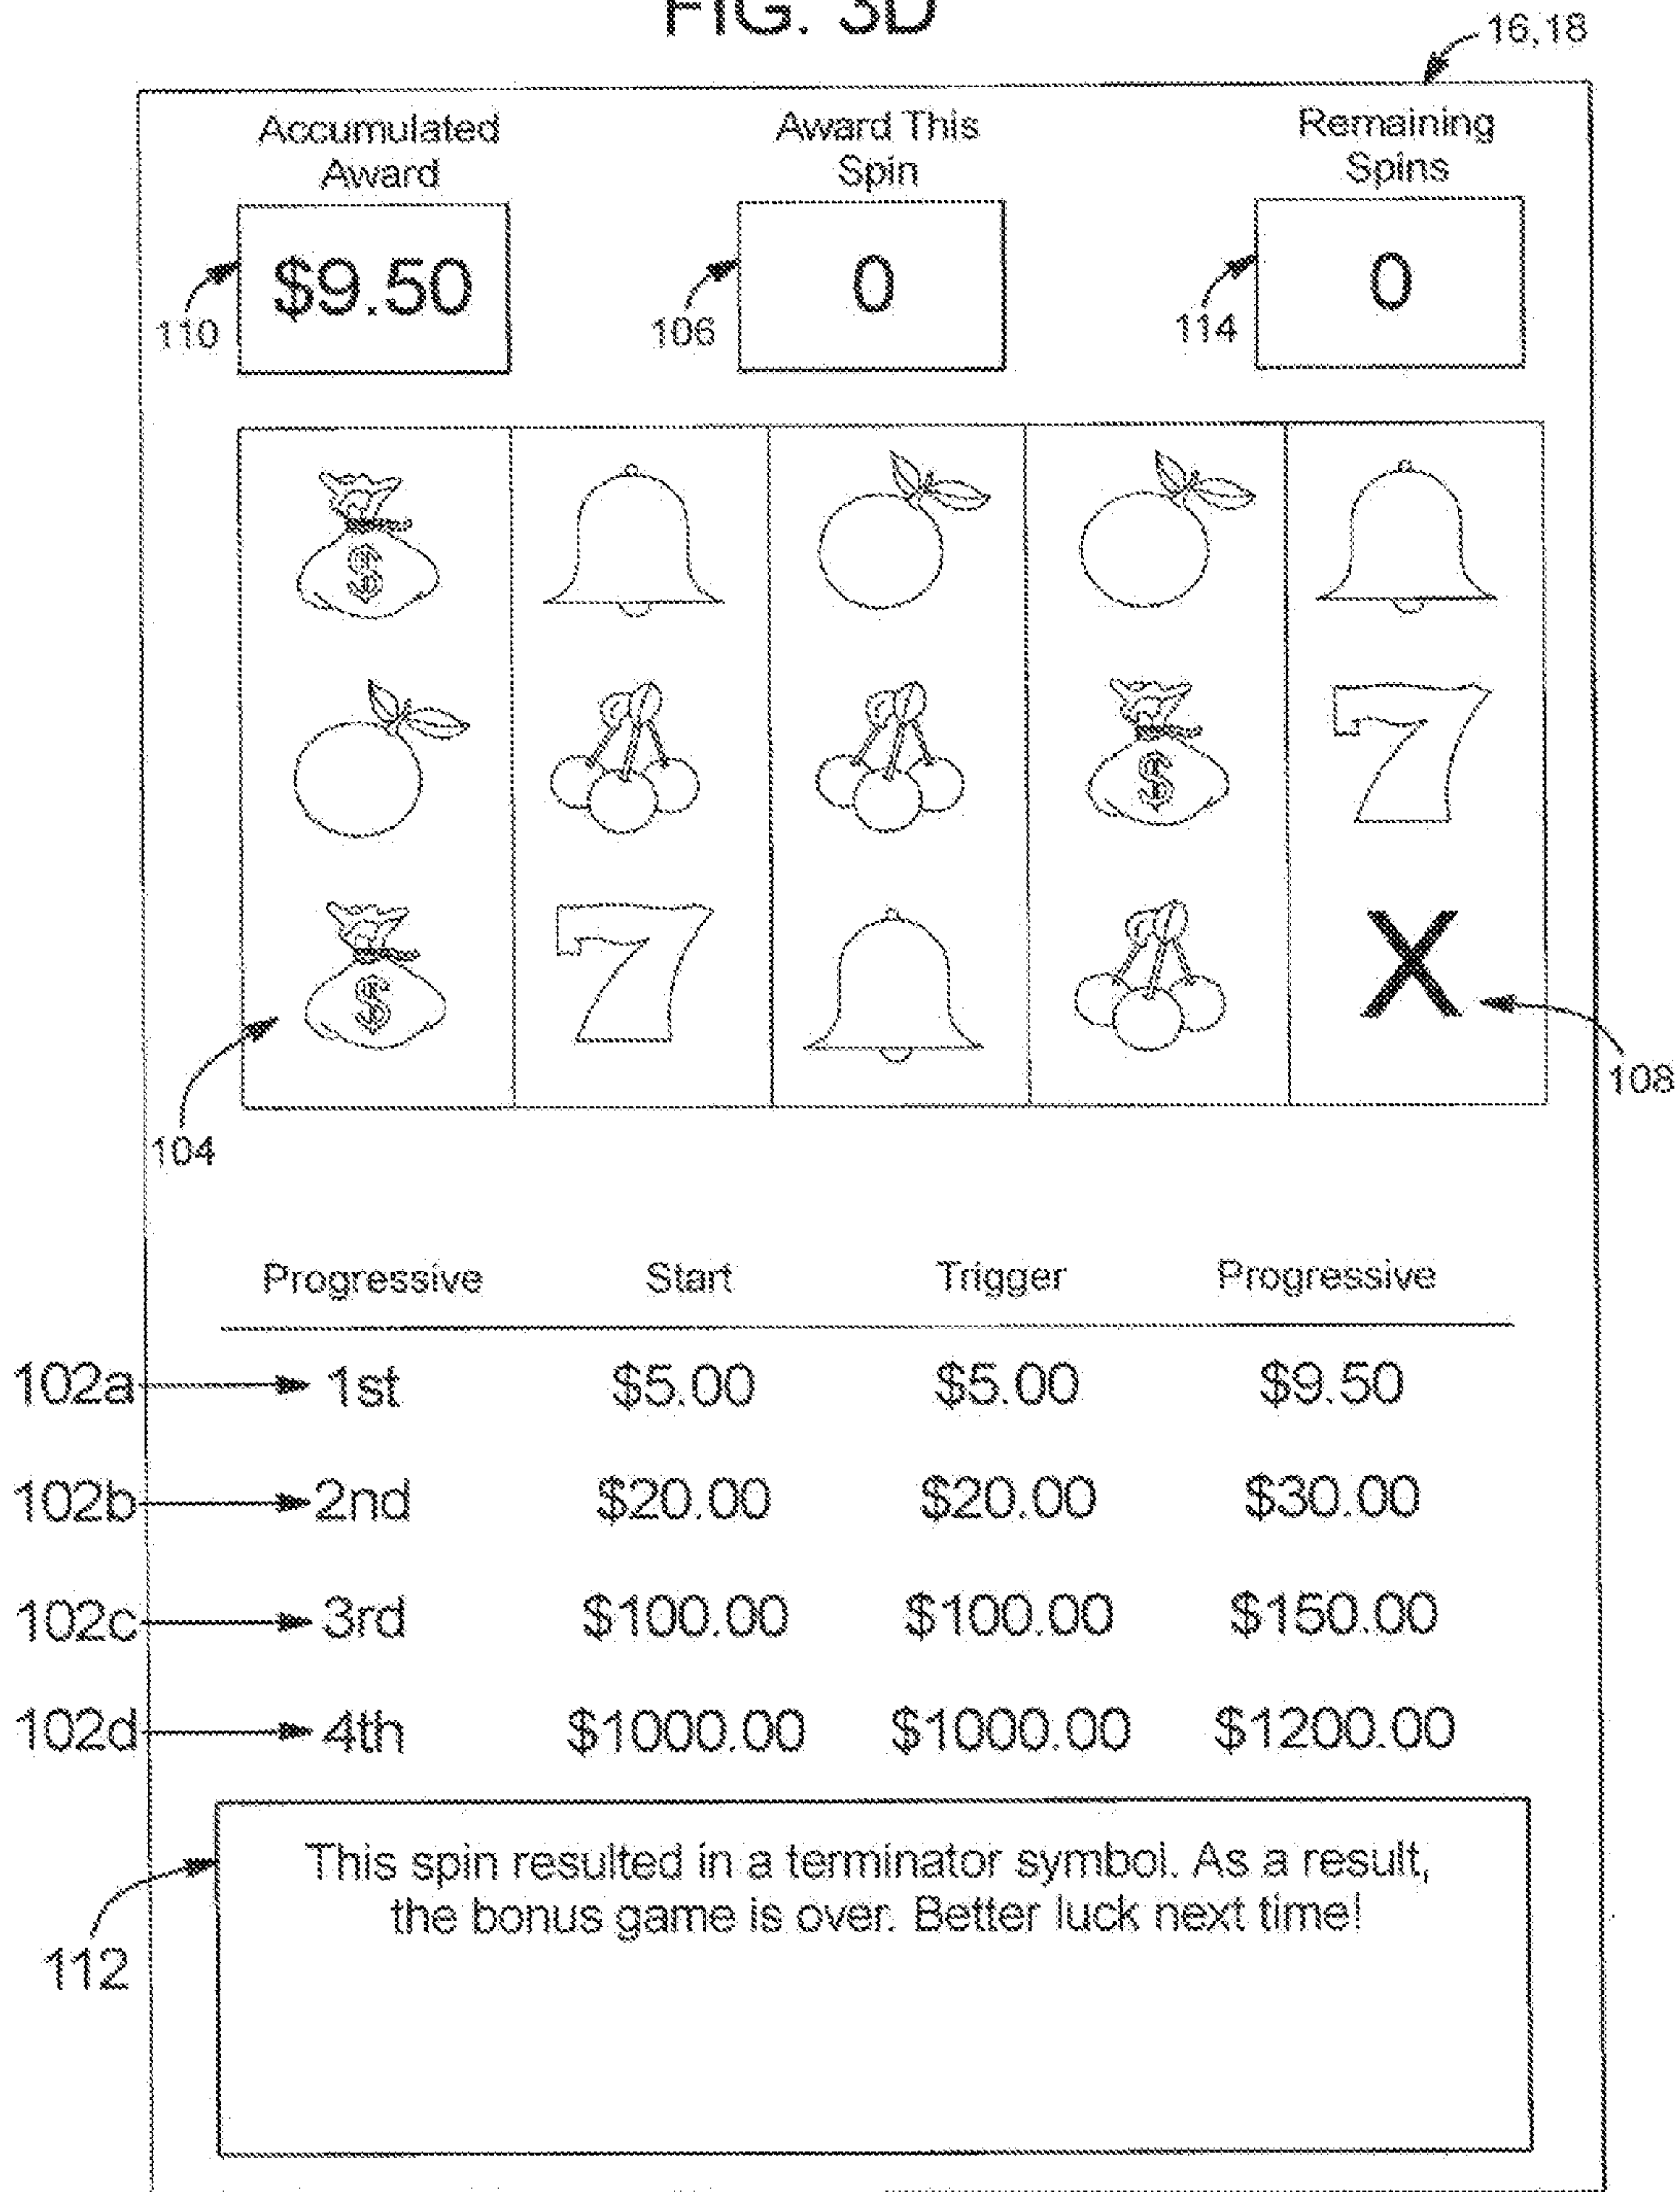 FIG. 3D
16,18
Accumulated Award This Remaining
Award Spin Spins
$9.50 0 0
110 106 114
$
$
$
X
108
104
Progressive Start Trigger Progressive
102a 1st $5.00 $5.00 $9.50
102b 2nd $20.00 $20.00 $30.00
102c 3rd $100.00 $100.00 $150.00
102d 4th $1000.00 $1000.00 $1200.00
This spin resulted in a terminator symbol. As a result,
the bonus game is over. Better luck next time!
112
7
7